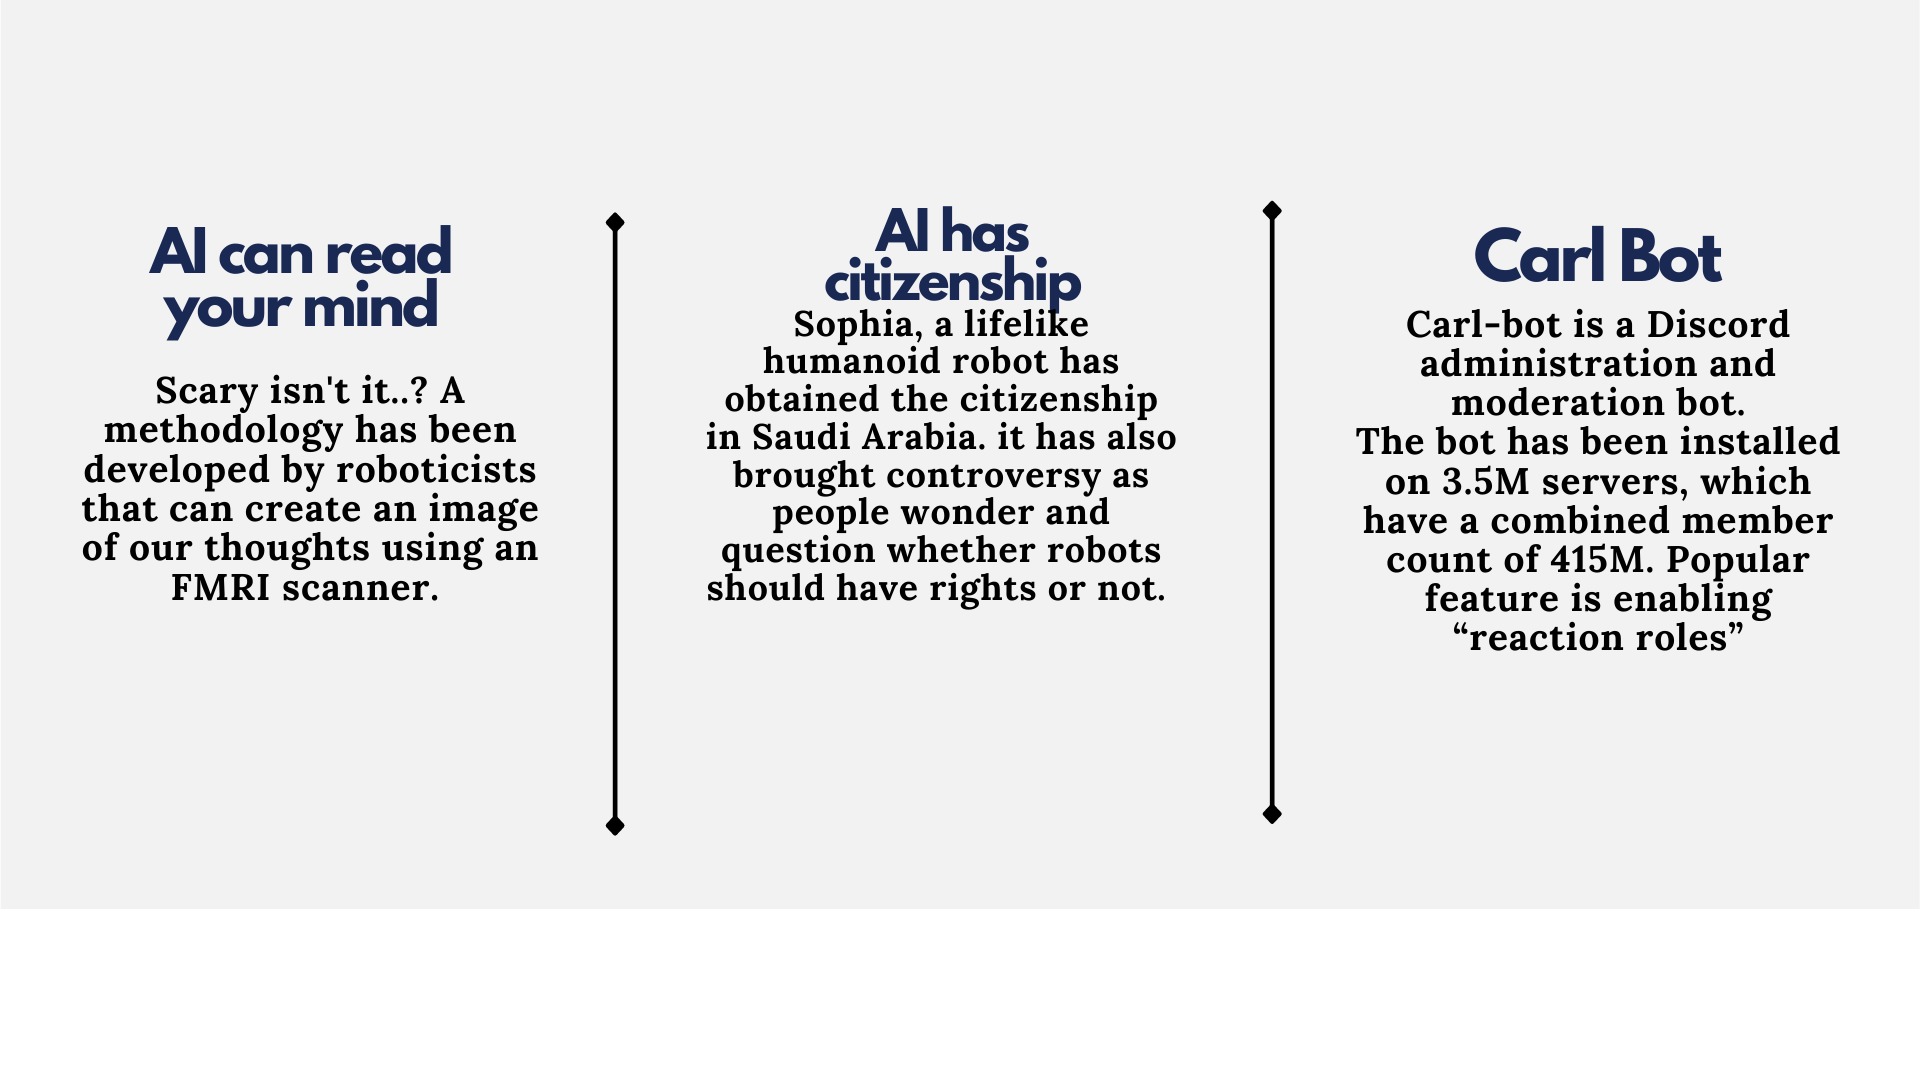 AI can read
your mind
Scary isn't it..? A
methodology has been
developed by roboticists
that can create an image
of our thoughts using an
FMRI scanner.
AI has
citizenship
Sophia, a lifelike
humanoid robot has
obtained the citizenship
in Saudi Arabia. it has also
brought controversy as
people wonder and
question whether robots
should have rights or not.
Carl Bot
Carl-bot is a Discord
administration and
moderation bot.
The bot has been installed
on 3.5M servers, which
have a combined member
count of 415M. Popular
feature is enabling
“reaction roles”